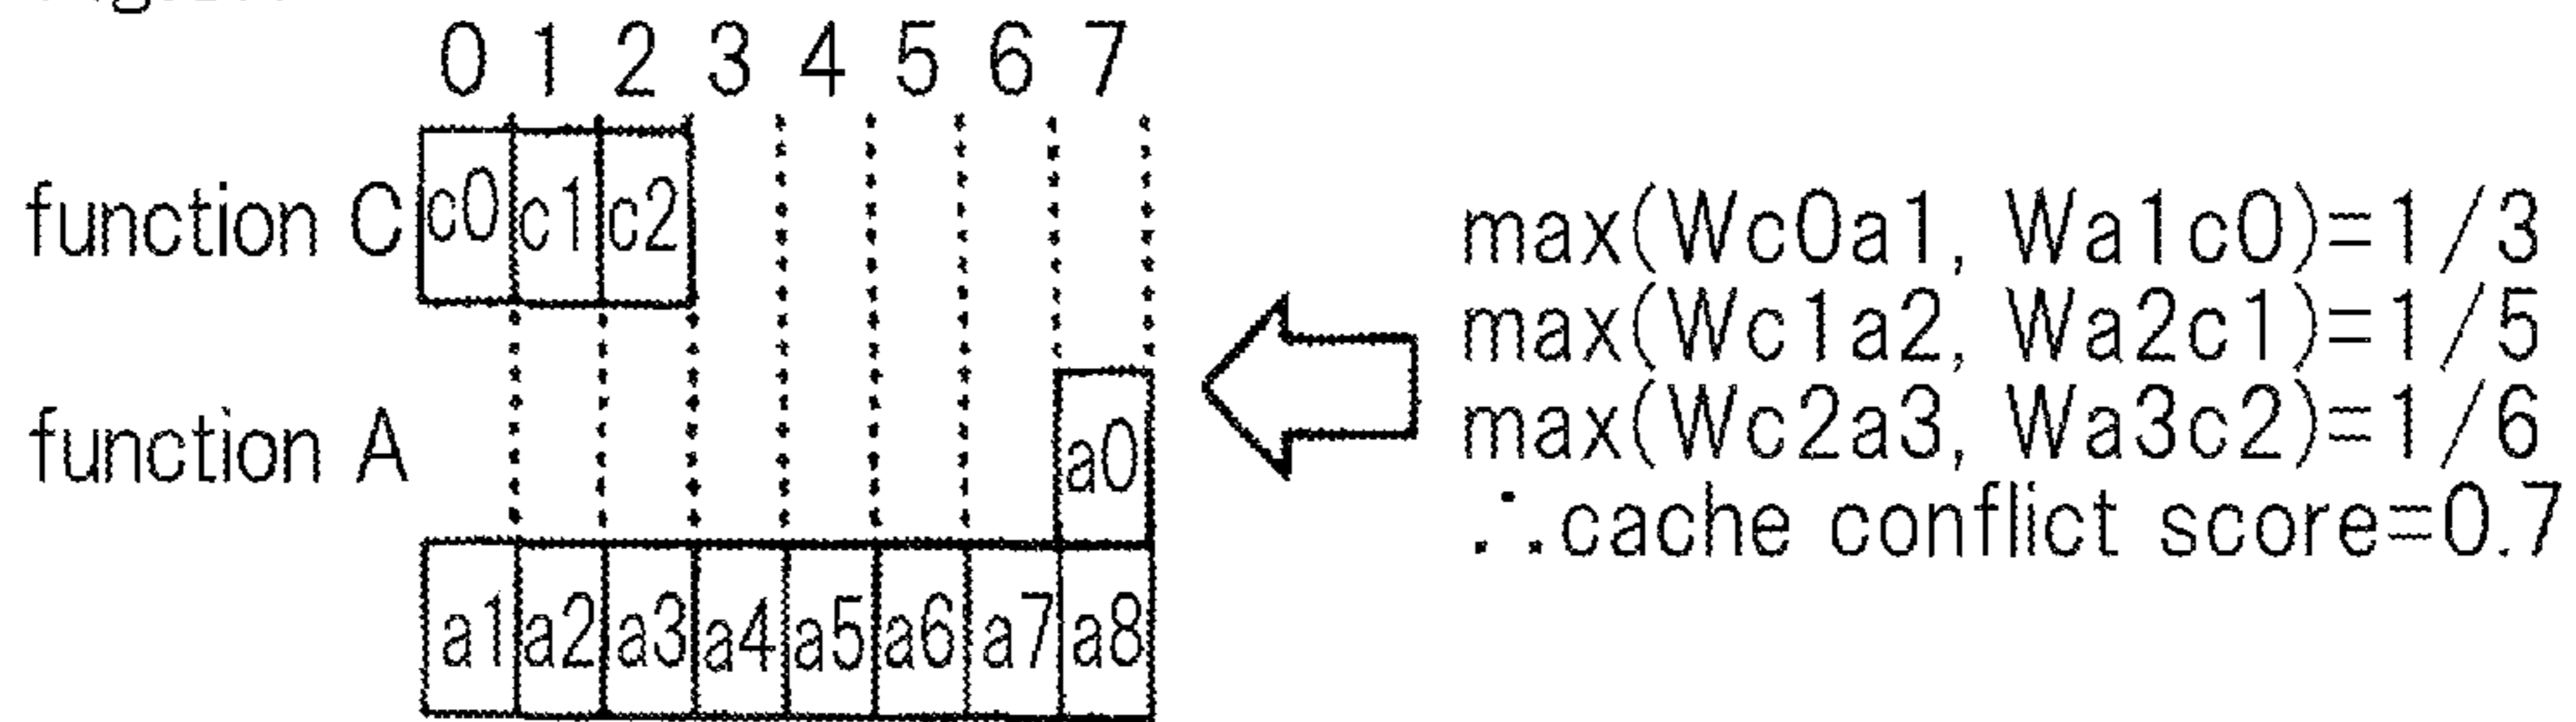 0 1 2 3 4 5 6 7
function C c0 c1 c2
function A a0
a1 a2 a3 a4 a5 a6 a7 a8
max(Wc0a1, Wa1c0)=1/3
max(Wc1a2, Wa2c1)=1/5
max(Wc2a3, Wa3c2)=1/6
∴cache conflict score=0.7